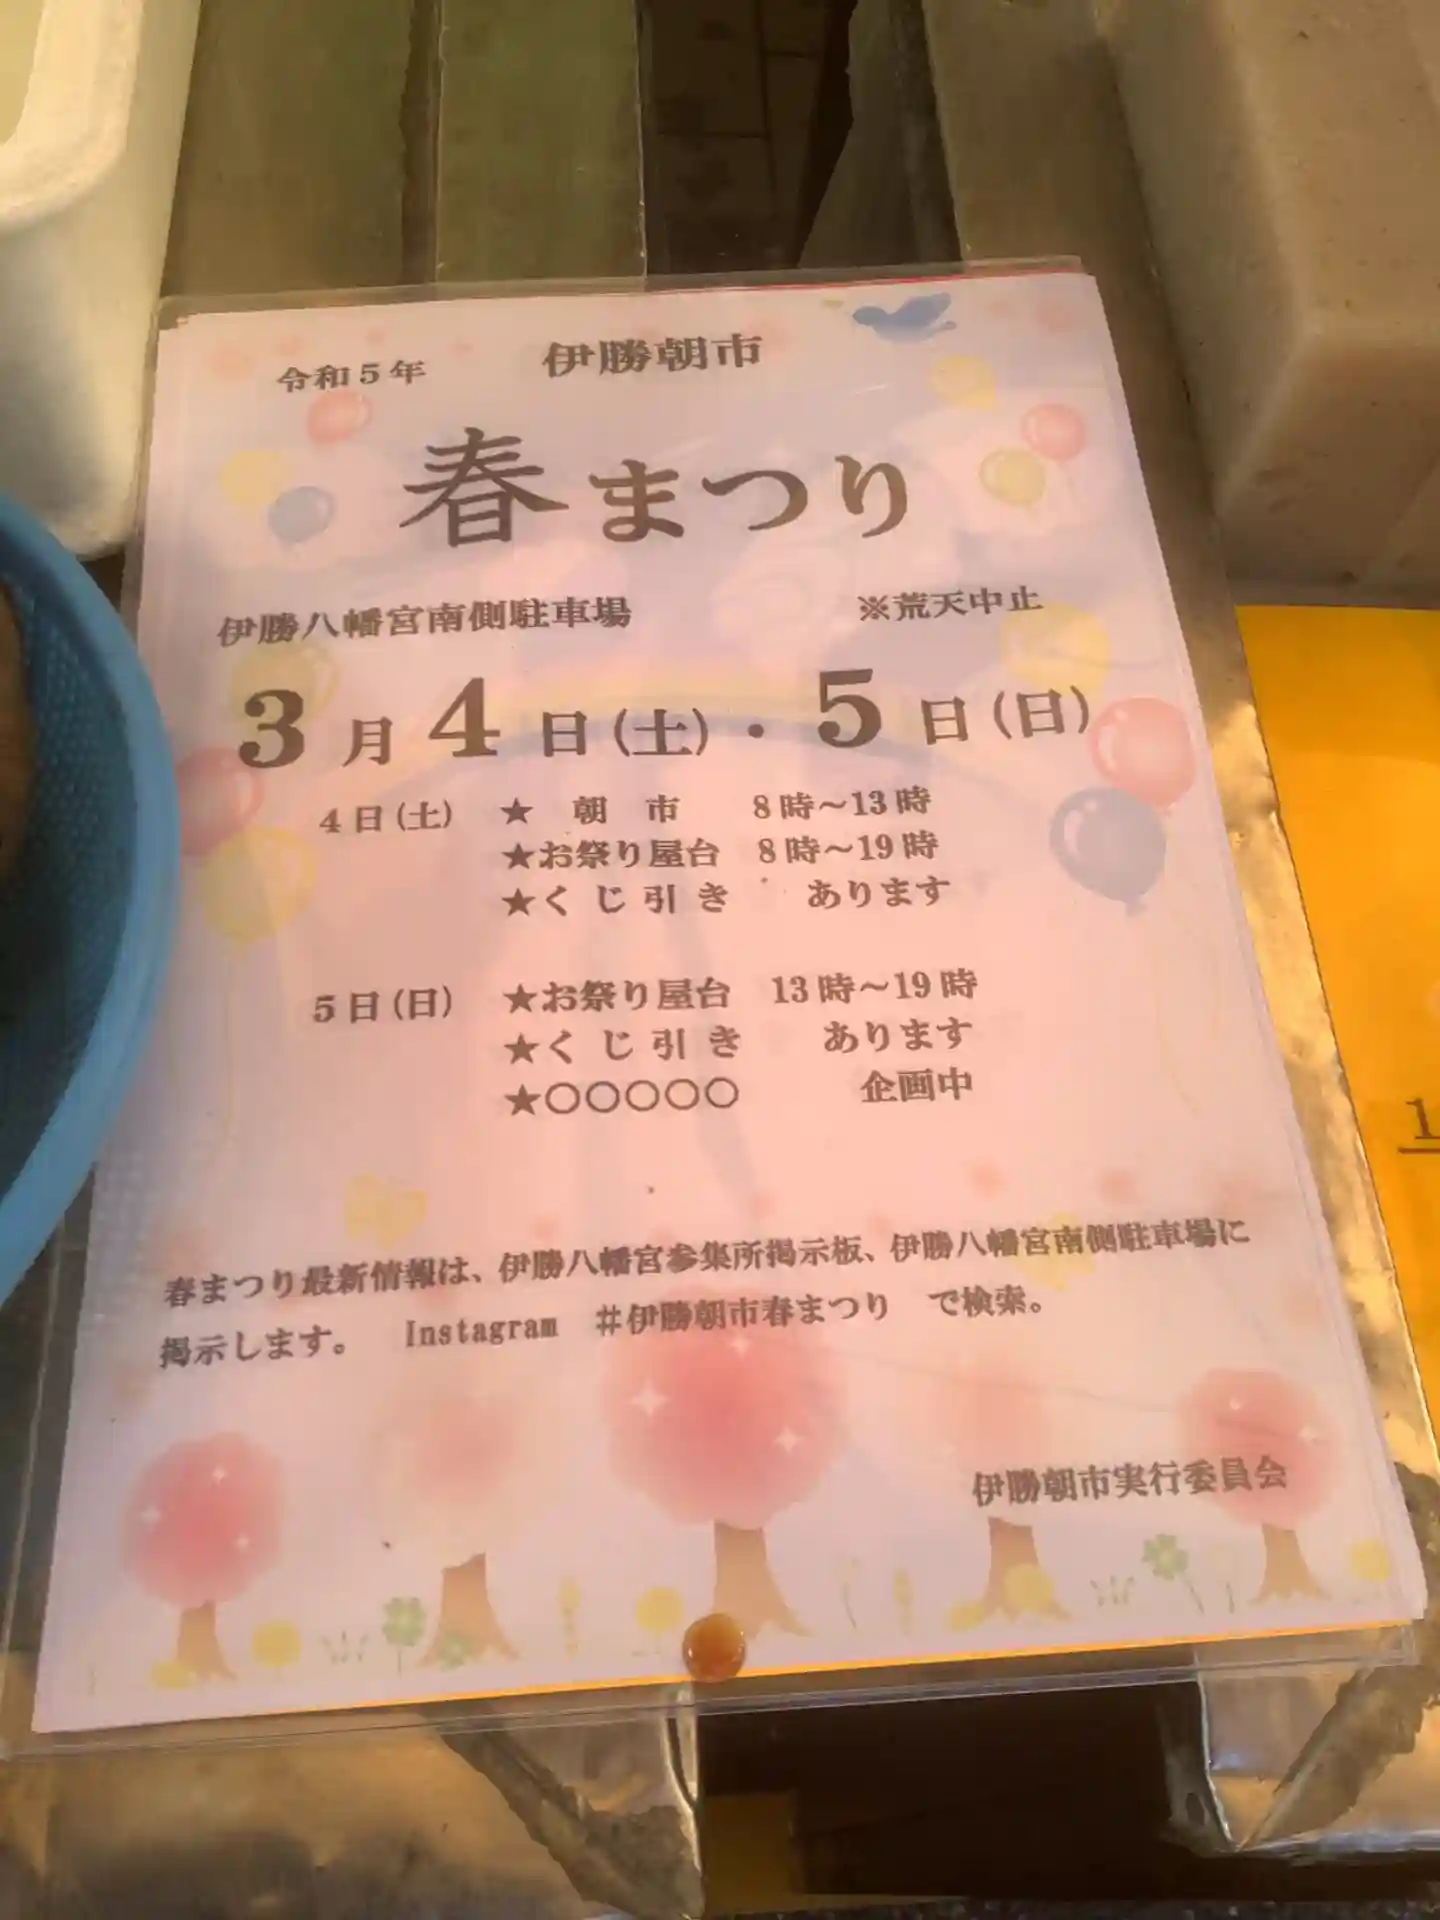 令和5年　伊勝朝市
春まつり
伊勝八幡宮南側駐車場　※荒天中止
3月4日(土)・5日(日)
4日(土)　★　朝　市　8時～13時
★お祭り屋台　8時～19時
★くじ引き　あります
5日(日)　★お祭り屋台　13時～19時
★くじ引き　あります
★○○○○○　企画中
春まつり最新情報は、伊勝八幡宮参集所掲示板、伊勝八幡宮南側駐車場に
掲示します。　Instagram　＃伊勝朝市春まつり　で検索。
伊勝朝市実行委員会